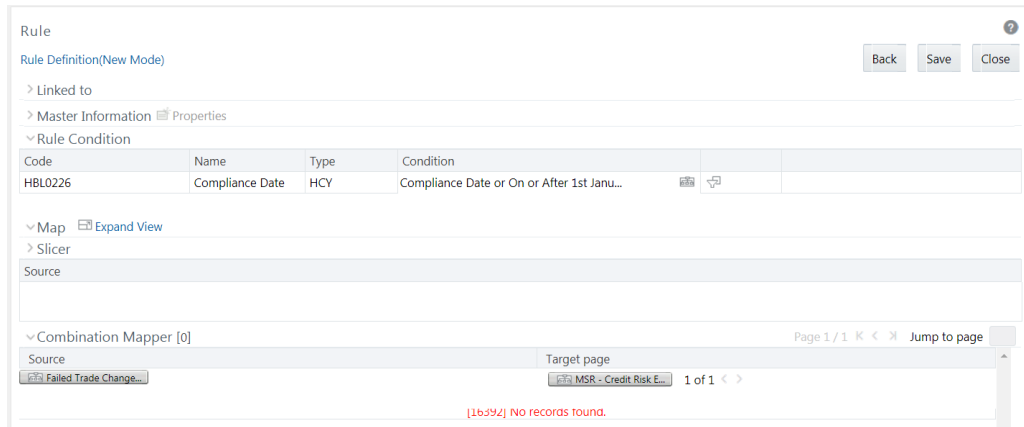 Rule
?
Rule Definition(New Mode)
Back Save Close
Linked to
Master Information Properties
Rule Condition
Code Name Type Condition
HBL0226 Compliance Date HCY Compliance Date or On or After 1st Janu...
Map Expand View
Slicer
Source
Combination Mapper [0] Page 1 / 1 Jump to page
Source Target page
Failed Trade Change... MSR - Credit Risk E... 1 of 1
[16392] No records found.